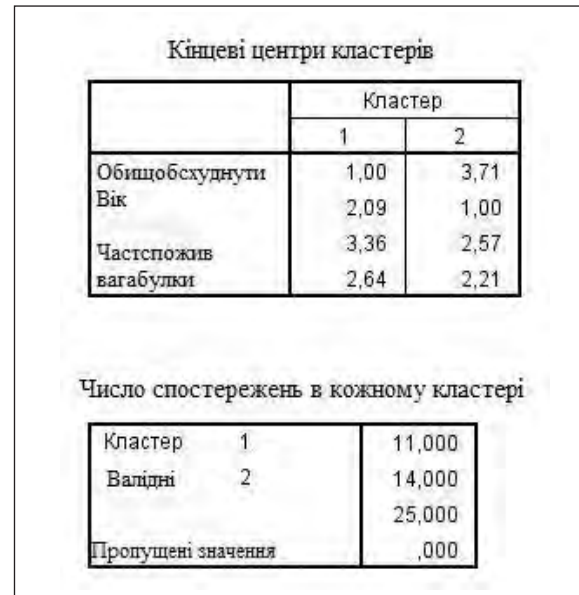 Кінцеві центри кластерів
Кластер
1 2
Обищобсхуднути 1,00 3,71
Вік 2,09 1,00
Частспожив 3,36 2,57
вагабулки 2,64 2,21
Число спостережень в кожному кластері
Кластер 1 11,000
Валідні 2 14,000
25,000
Пропущені значення ,000